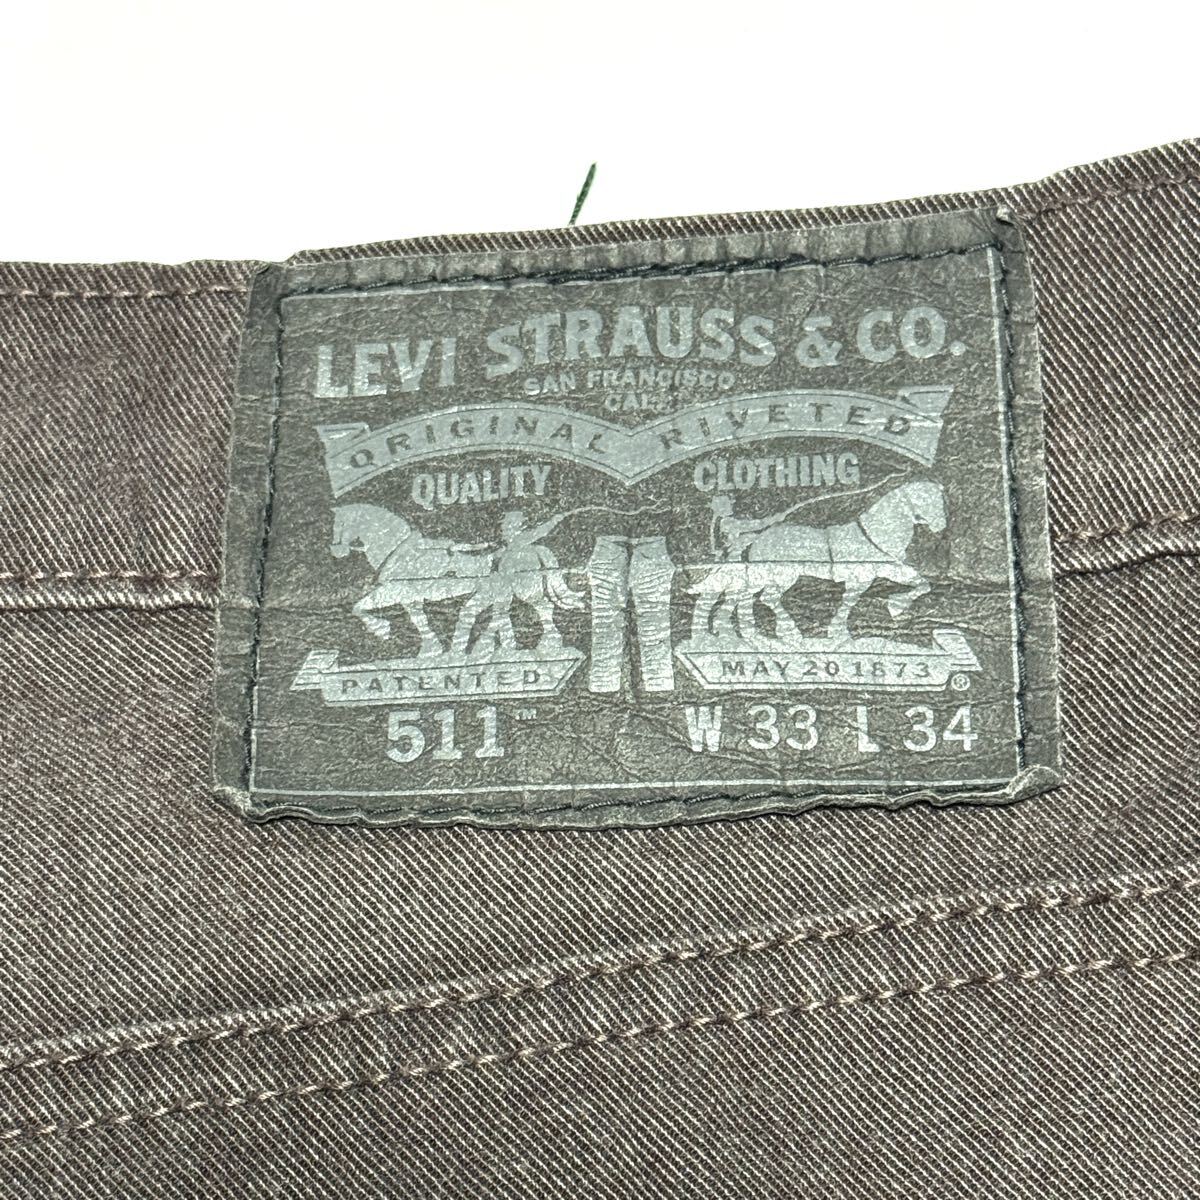 LEVI STRAUSS & CO.
SAN FRANCISCO
CAL.
ORIGINAL RIVETED
QUALITY CLOTHING
PATENTED MAY 20 1873 ®
511™ W 33 L 34